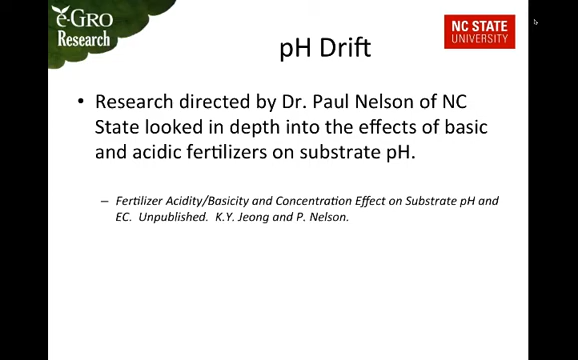 e-GRO
Research
NC STATE
UNIVERSITY
pH Drift
• Research directed by Dr. Paul Nelson of NC
State looked in depth into the effects of basic
and acidic fertilizers on substrate pH.
– Fertilizer Acidity/Basicity and Concentration Effect on Substrate pH and
EC. Unpublished. K.Y. Jeong and P. Nelson.